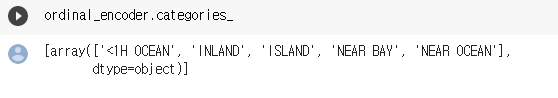 ordinal_encoder.categories_
[array(['<1H OCEAN', 'INLAND', 'ISLAND', 'NEAR BAY', 'NEAR OCEAN'],
dtype=object)]